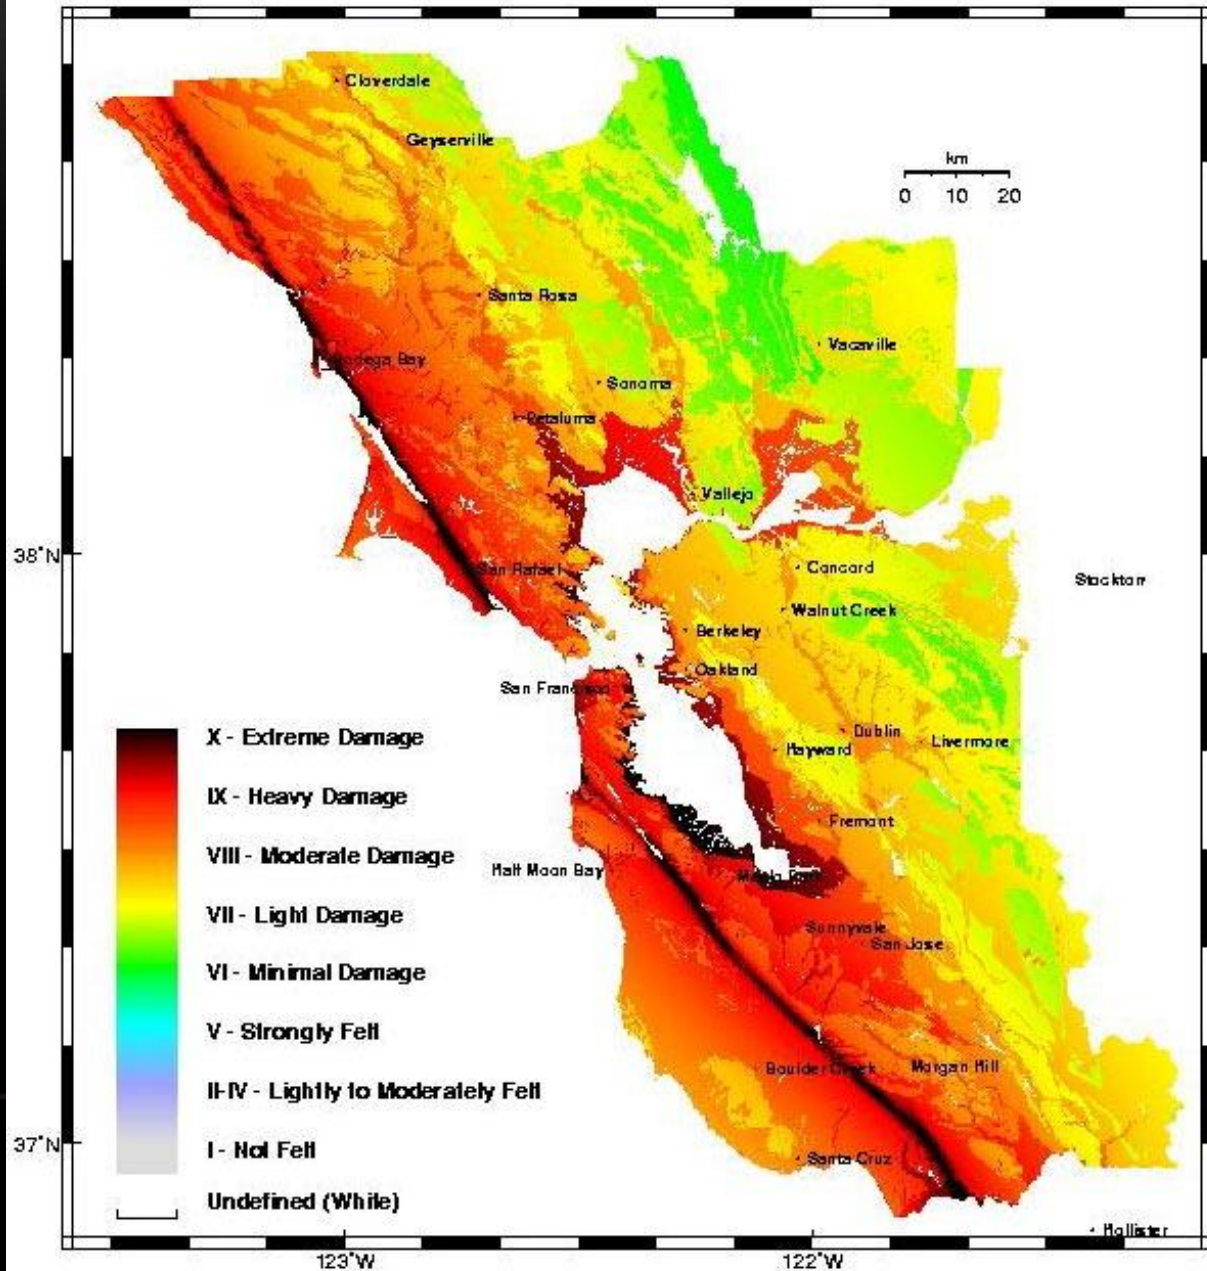 Cloverdale
Geyserville
km
0 10 20
Santa Rosa
Vacaville
Bodega Bay
Sonoma
Petaluma
Vallejo
38°N
San Rafael
Concord
Stockton
Walnut Creek
Berkeley
Oakland
San Francisco
X - Extreme Damage
Dublin
Livermore
Hayward
IX - Heavy Damage
Fremont
VIII - Moderate Damage
Half Moon Bay
VII - Light Damage
Sunnyvale
San Jose
VI - Minimal Damage
V - Strongly Felt
Boulder Creek
Morgan Hill
II-IV - Lightly to Moderately Felt
37°N
I - Not Felt
Santa Cruz
Undefined (White)
Hollister
123°W
122°W